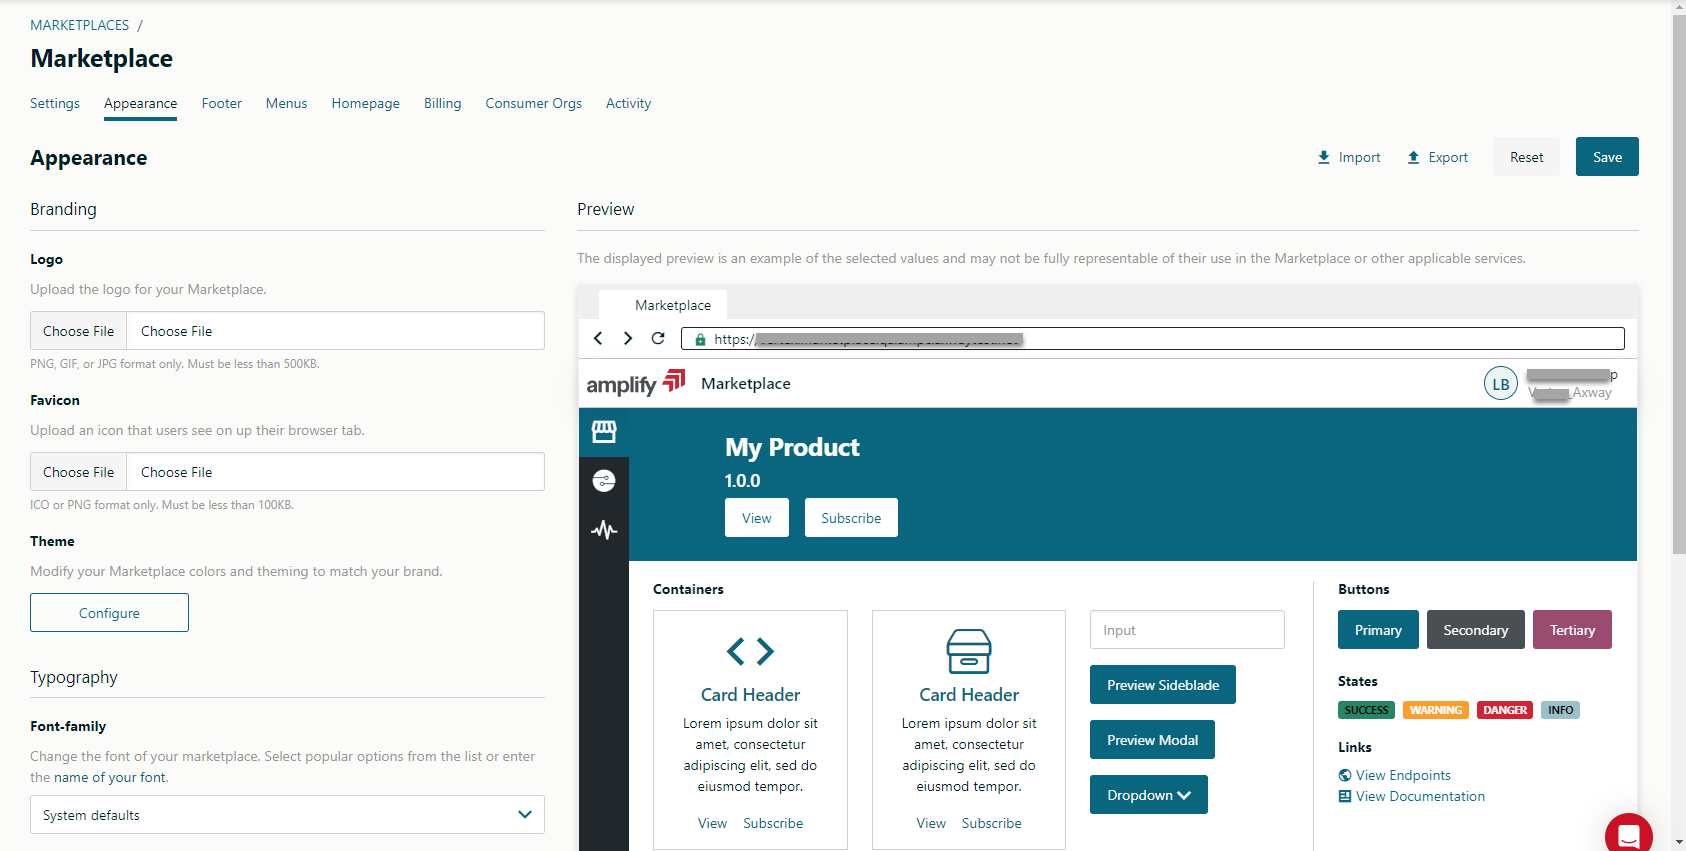 MARKETPLACES /
Marketplace
Settings Appearance Footer Menus Homepage Billing Consumer Orgs Activity
Appearance
Import Export Reset Save
Branding
Logo
Upload the logo for your Marketplace.
Choose File Choose File
PNG, GIF, or JPG format only. Must be less than 500KB.
Favicon
Upload an icon that users see on up their browser tab.
Choose File Choose File
ICO or PNG format only. Must be less than 100KB.
Theme
Modify your Marketplace colors and theming to match your brand.
Configure
Typography
Font-family
Change the font of your marketplace. Select popular options from the list or enter
the name of your font.
System defaults
Preview
The displayed preview is an example of the selected values and may not be fully representable of their use in the Marketplace or other applicable services.
Marketplace
https://
amplify Marketplace
LB
Axway
My Product
1.0.0
View Subscribe
Containers
Card Header
Lorem ipsum dolor sit
amet, consectetur
adipiscing elit, sed do
eiusmod tempor.
View Subscribe
Card Header
Lorem ipsum dolor sit
amet, consectetur
adipiscing elit, sed do
eiusmod tempor.
View Subscribe
Input
Preview Sideblade
Preview Modal
Dropdown
Buttons
Primary Secondary Tertiary
States
SUCCESS WARNING DANGER INFO
Links
View Endpoints
View Documentation